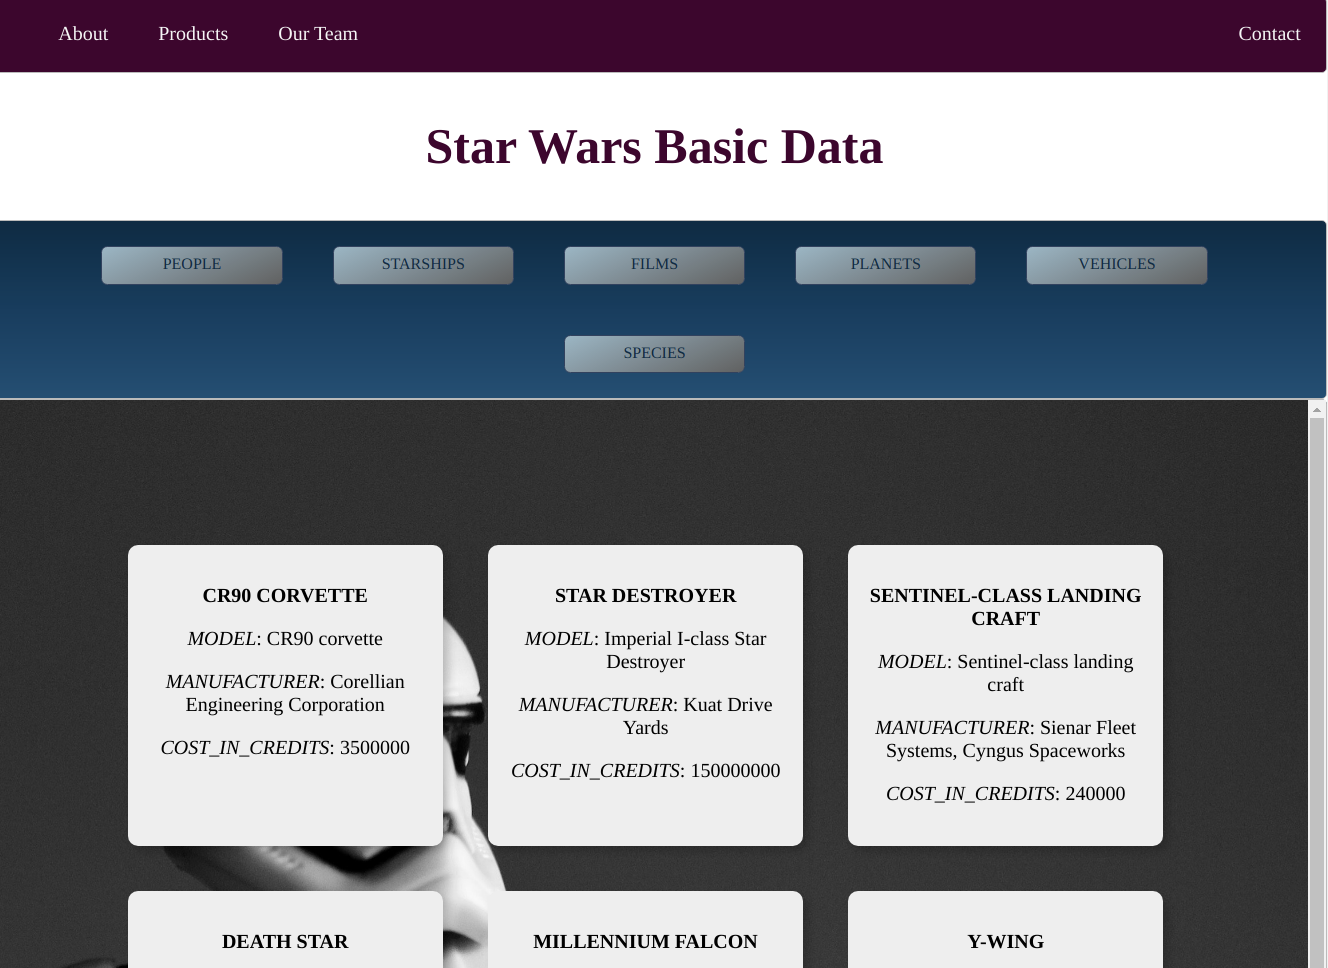 About Products Our Team Contact
Star Wars Basic Data
PEOPLE STARSHIPS FILMS PLANETS VEHICLES
SPECIES
CR90 CORVETTE
MODEL: CR90 corvette
MANUFACTURER: Corellian
Engineering Corporation
COST_IN_CREDITS: 3500000
STAR DESTROYER
MODEL: Imperial I-class Star
Destroyer
MANUFACTURER: Kuat Drive
Yards
COST_IN_CREDITS: 150000000
SENTINEL-CLASS LANDING
CRAFT
MODEL: Sentinel-class landing
craft
MANUFACTURER: Sienar Fleet
Systems, Cyngus Spaceworks
COST_IN_CREDITS: 240000
DEATH STAR
MILLENNIUM FALCON
Y-WING